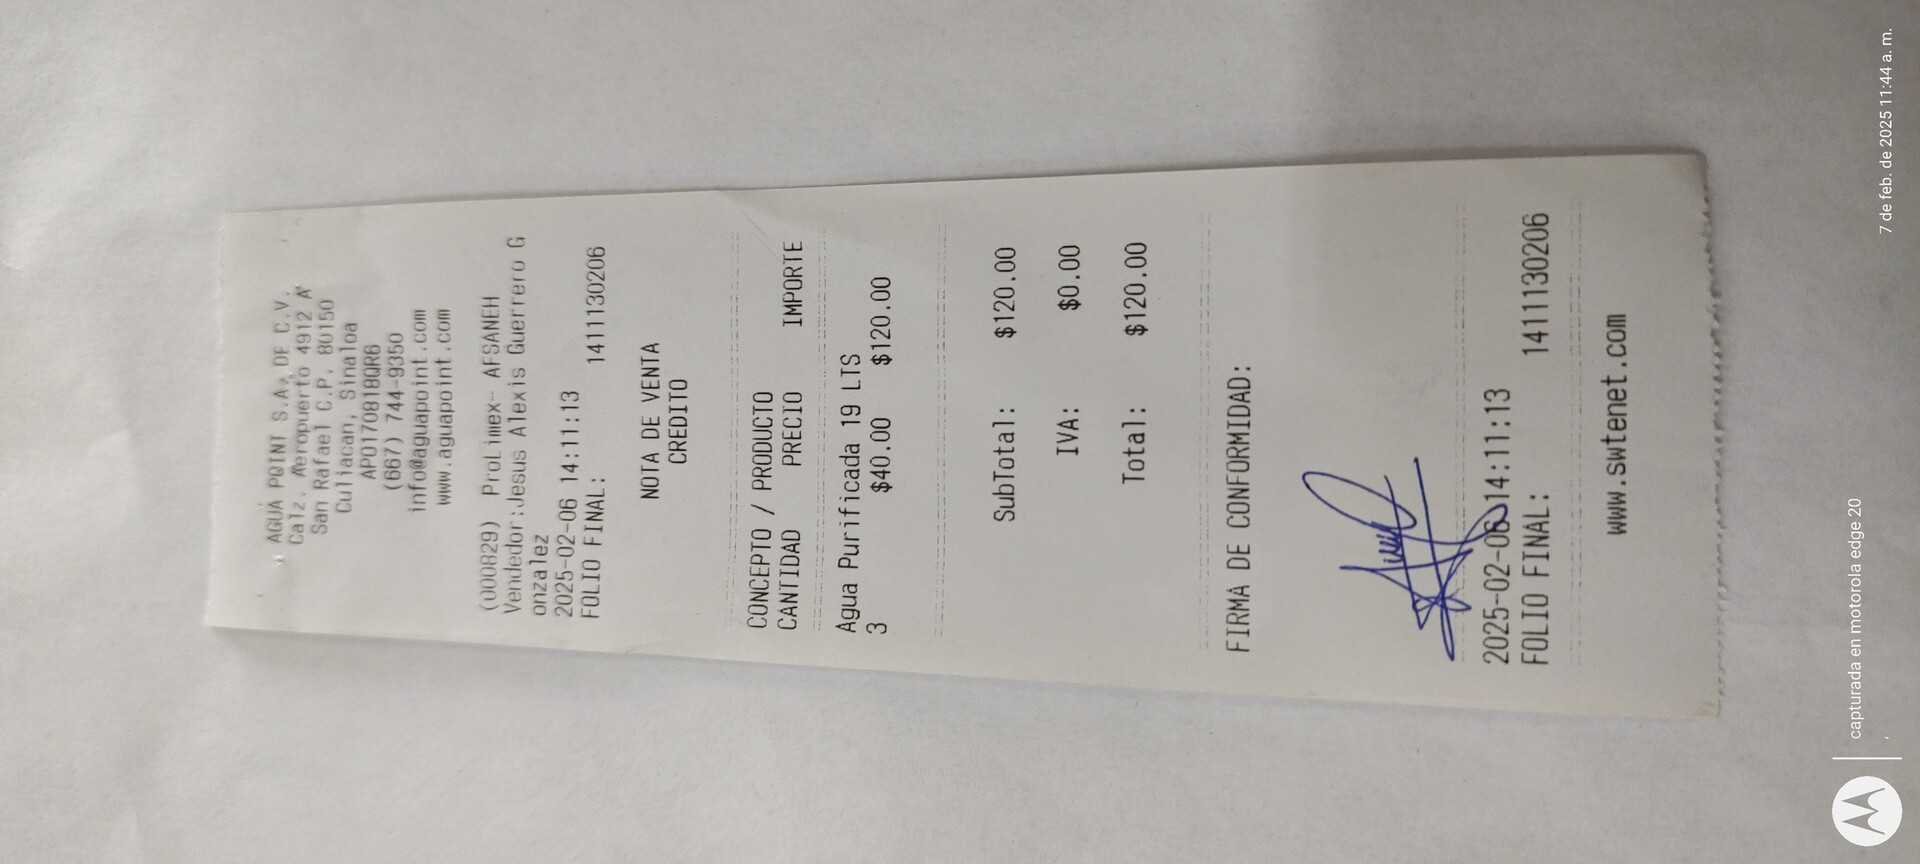 AGUA POINT S.A. DE C.V.
Calz. Aeropuerto 4912 A
San Rafael C.P. 80150
Culiacan, Sinaloa
APO170818QR6
(667) 744-9350
info@aguapoint.com
www.aguapoint.com
(000829) ProLimex- AFSANEH
Vendedor:Jesus Alexis Guerrero G
onzalez
2025-02-06 14:11:13
FOLIO FINAL: 1411130206
NOTA DE VENTA
CREDITO
CONCEPTO / PRODUCTO
CANTIDAD PRECIO IMPORTE
Agua Purificada 19 LTS
3 $40.00 $120.00
SubTotal: $120.00
IVA: $0.00
Total: $120.00
FIRMA DE CONFORMIDAD:
2025-02-06 14:11:13
FOLIO FINAL: 1411130206
www.swtenet.com
capturada en motorola edge 20
7 de feb. de 2025 11:44 a. m.